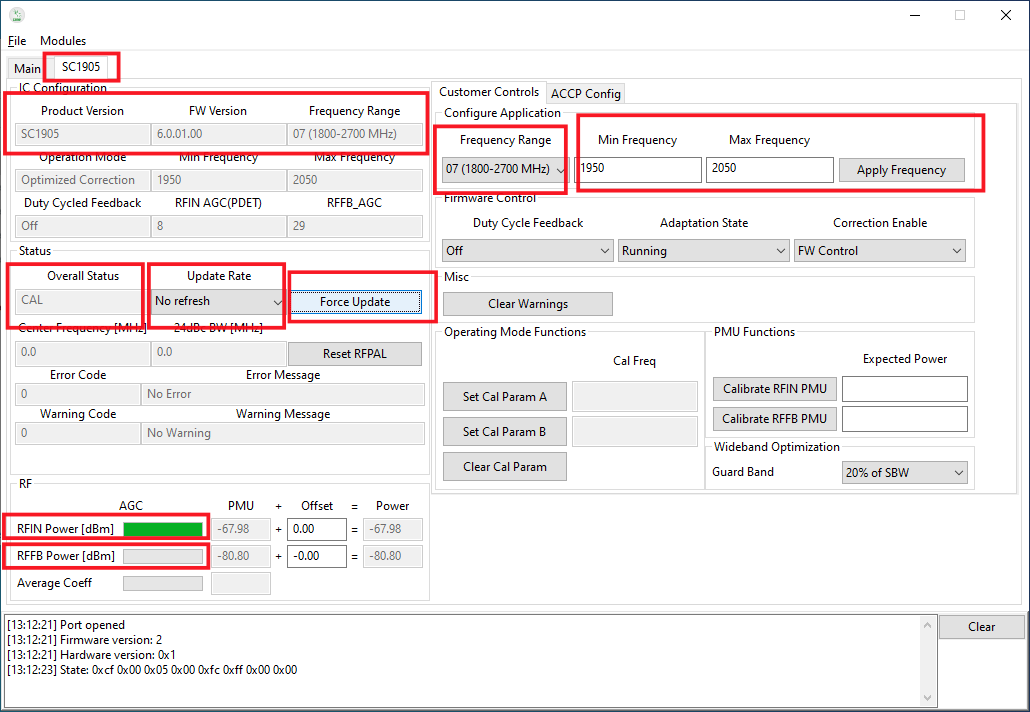 File Modules
Main SC1905
IC Configuration
Product Version FW Version Frequency Range
SC1905 6.0.01.00 07 (1800-2700 MHz)
Operation Mode Min Frequency Max Frequency
Optimized Correction 1950 2050
Duty Cycled Feedback RFIN AGC(PDET) RFFB_AGC
Off 8 29
Status
Overall Status Update Rate
CAL No refresh Force Update
Center Frequency [MHz] 24dBc BW [MHz]
0.0 0.0 Reset RFPAL
Error Code Error Message
0 No Error
Warning Code Warning Message
0 No Warning
RF
AGC PMU + Offset = Power
RFIN Power [dBm] -67.98 + 0.00 = -67.98
RFFB Power [dBm] -80.80 + -0.00 = -80.80
Average Coeff
Customer Controls ACCP Config
Configure Application
Frequency Range Min Frequency Max Frequency
07 (1800-2700 MHz) 1950 2050 Apply Frequency
Firmware Control
Duty Cycle Feedback Adaptation State Correction Enable
Off Running FW Control
Misc
Clear Warnings
Operating Mode Functions
Cal Freq
Set Cal Param A
Set Cal Param B
Clear Cal Param
PMU Functions
Expected Power
Calibrate RFIN PMU
Calibrate RFFB PMU
Wideband Optimization
Guard Band 20% of SBW
[13:12:21] Port opened
[13:12:21] Firmware version: 2
[13:12:21] Hardware version: 0x1
[13:12:23] State: 0xcf 0x00 0x05 0x00 0xfc 0xff 0x00 0x00
Clear